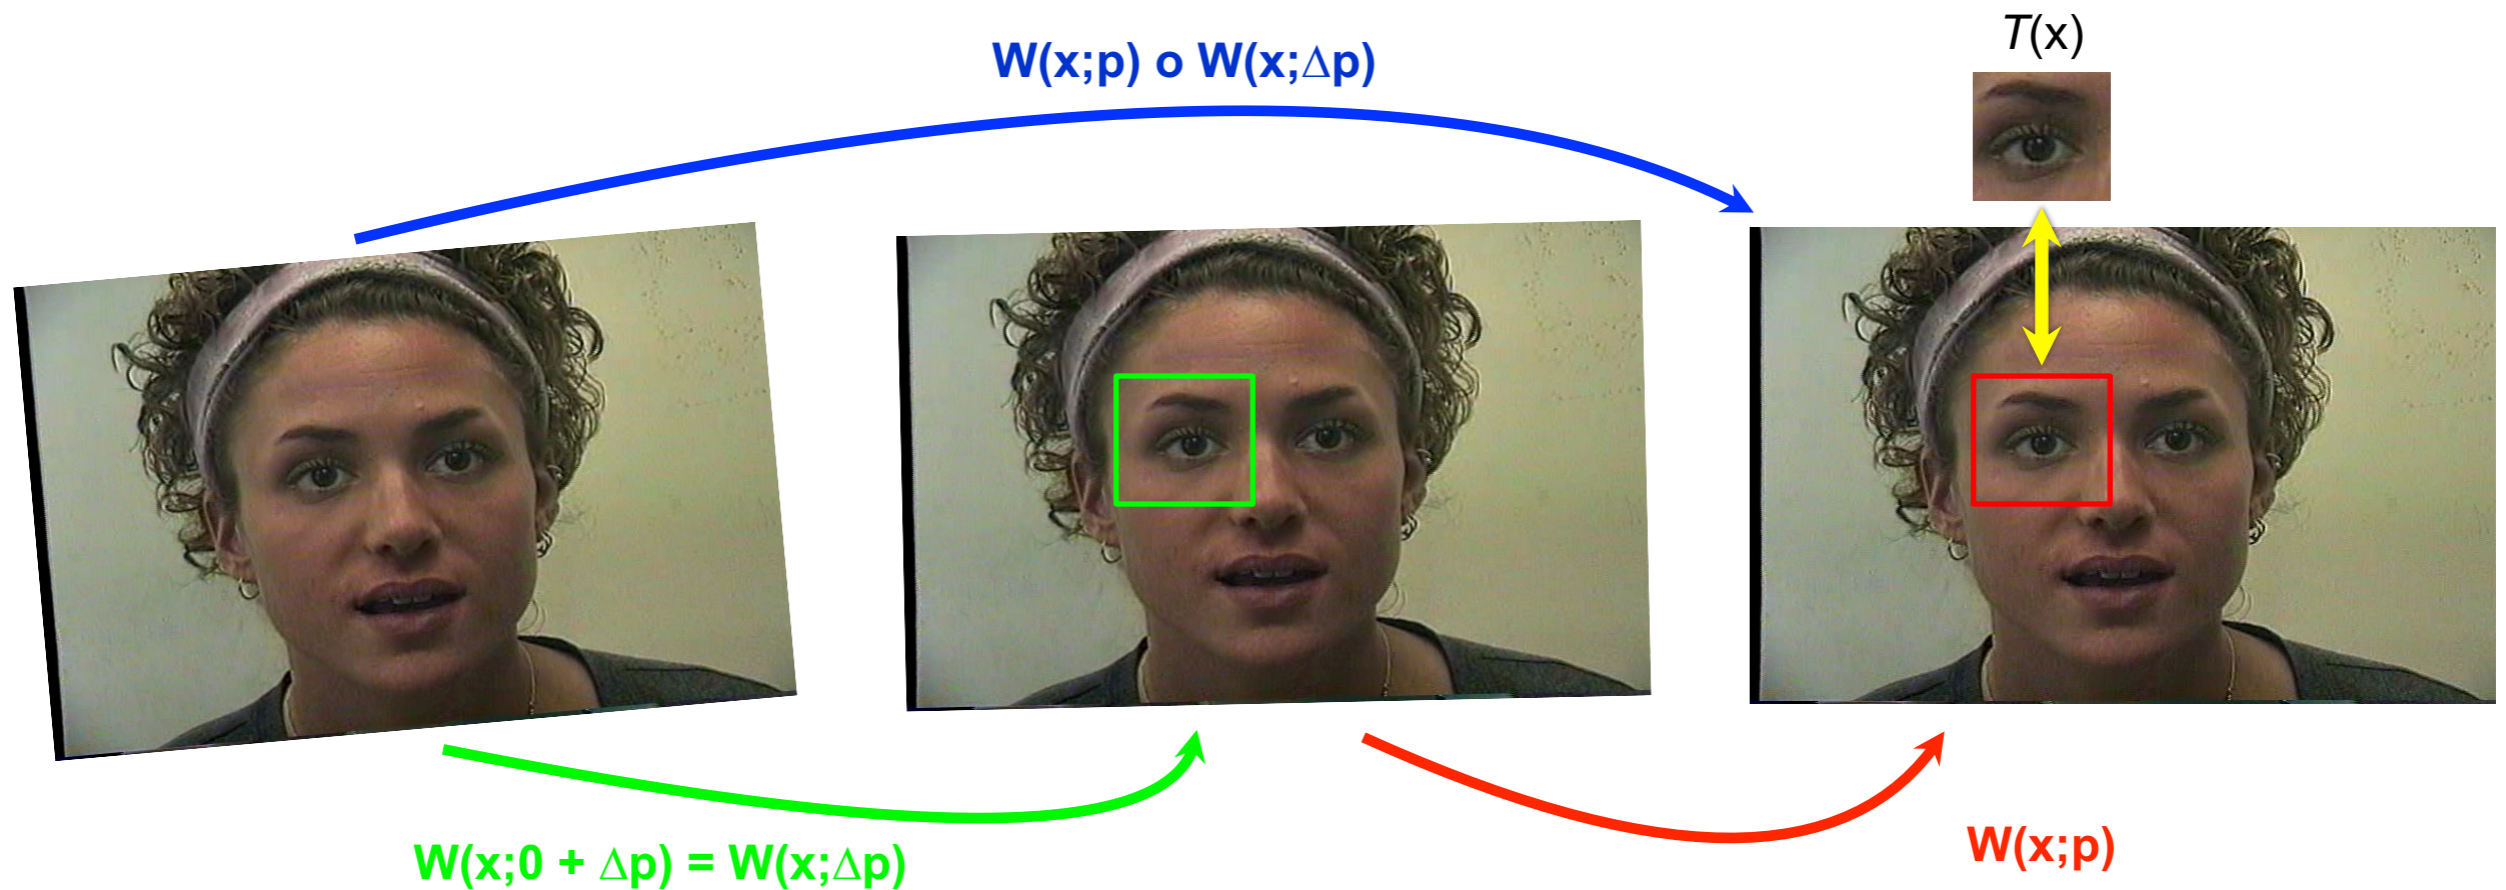 T(x)
W(x;p) o W(x;Δp)
W(x;0 + Δp) = W(x;Δp)
W(x;p)